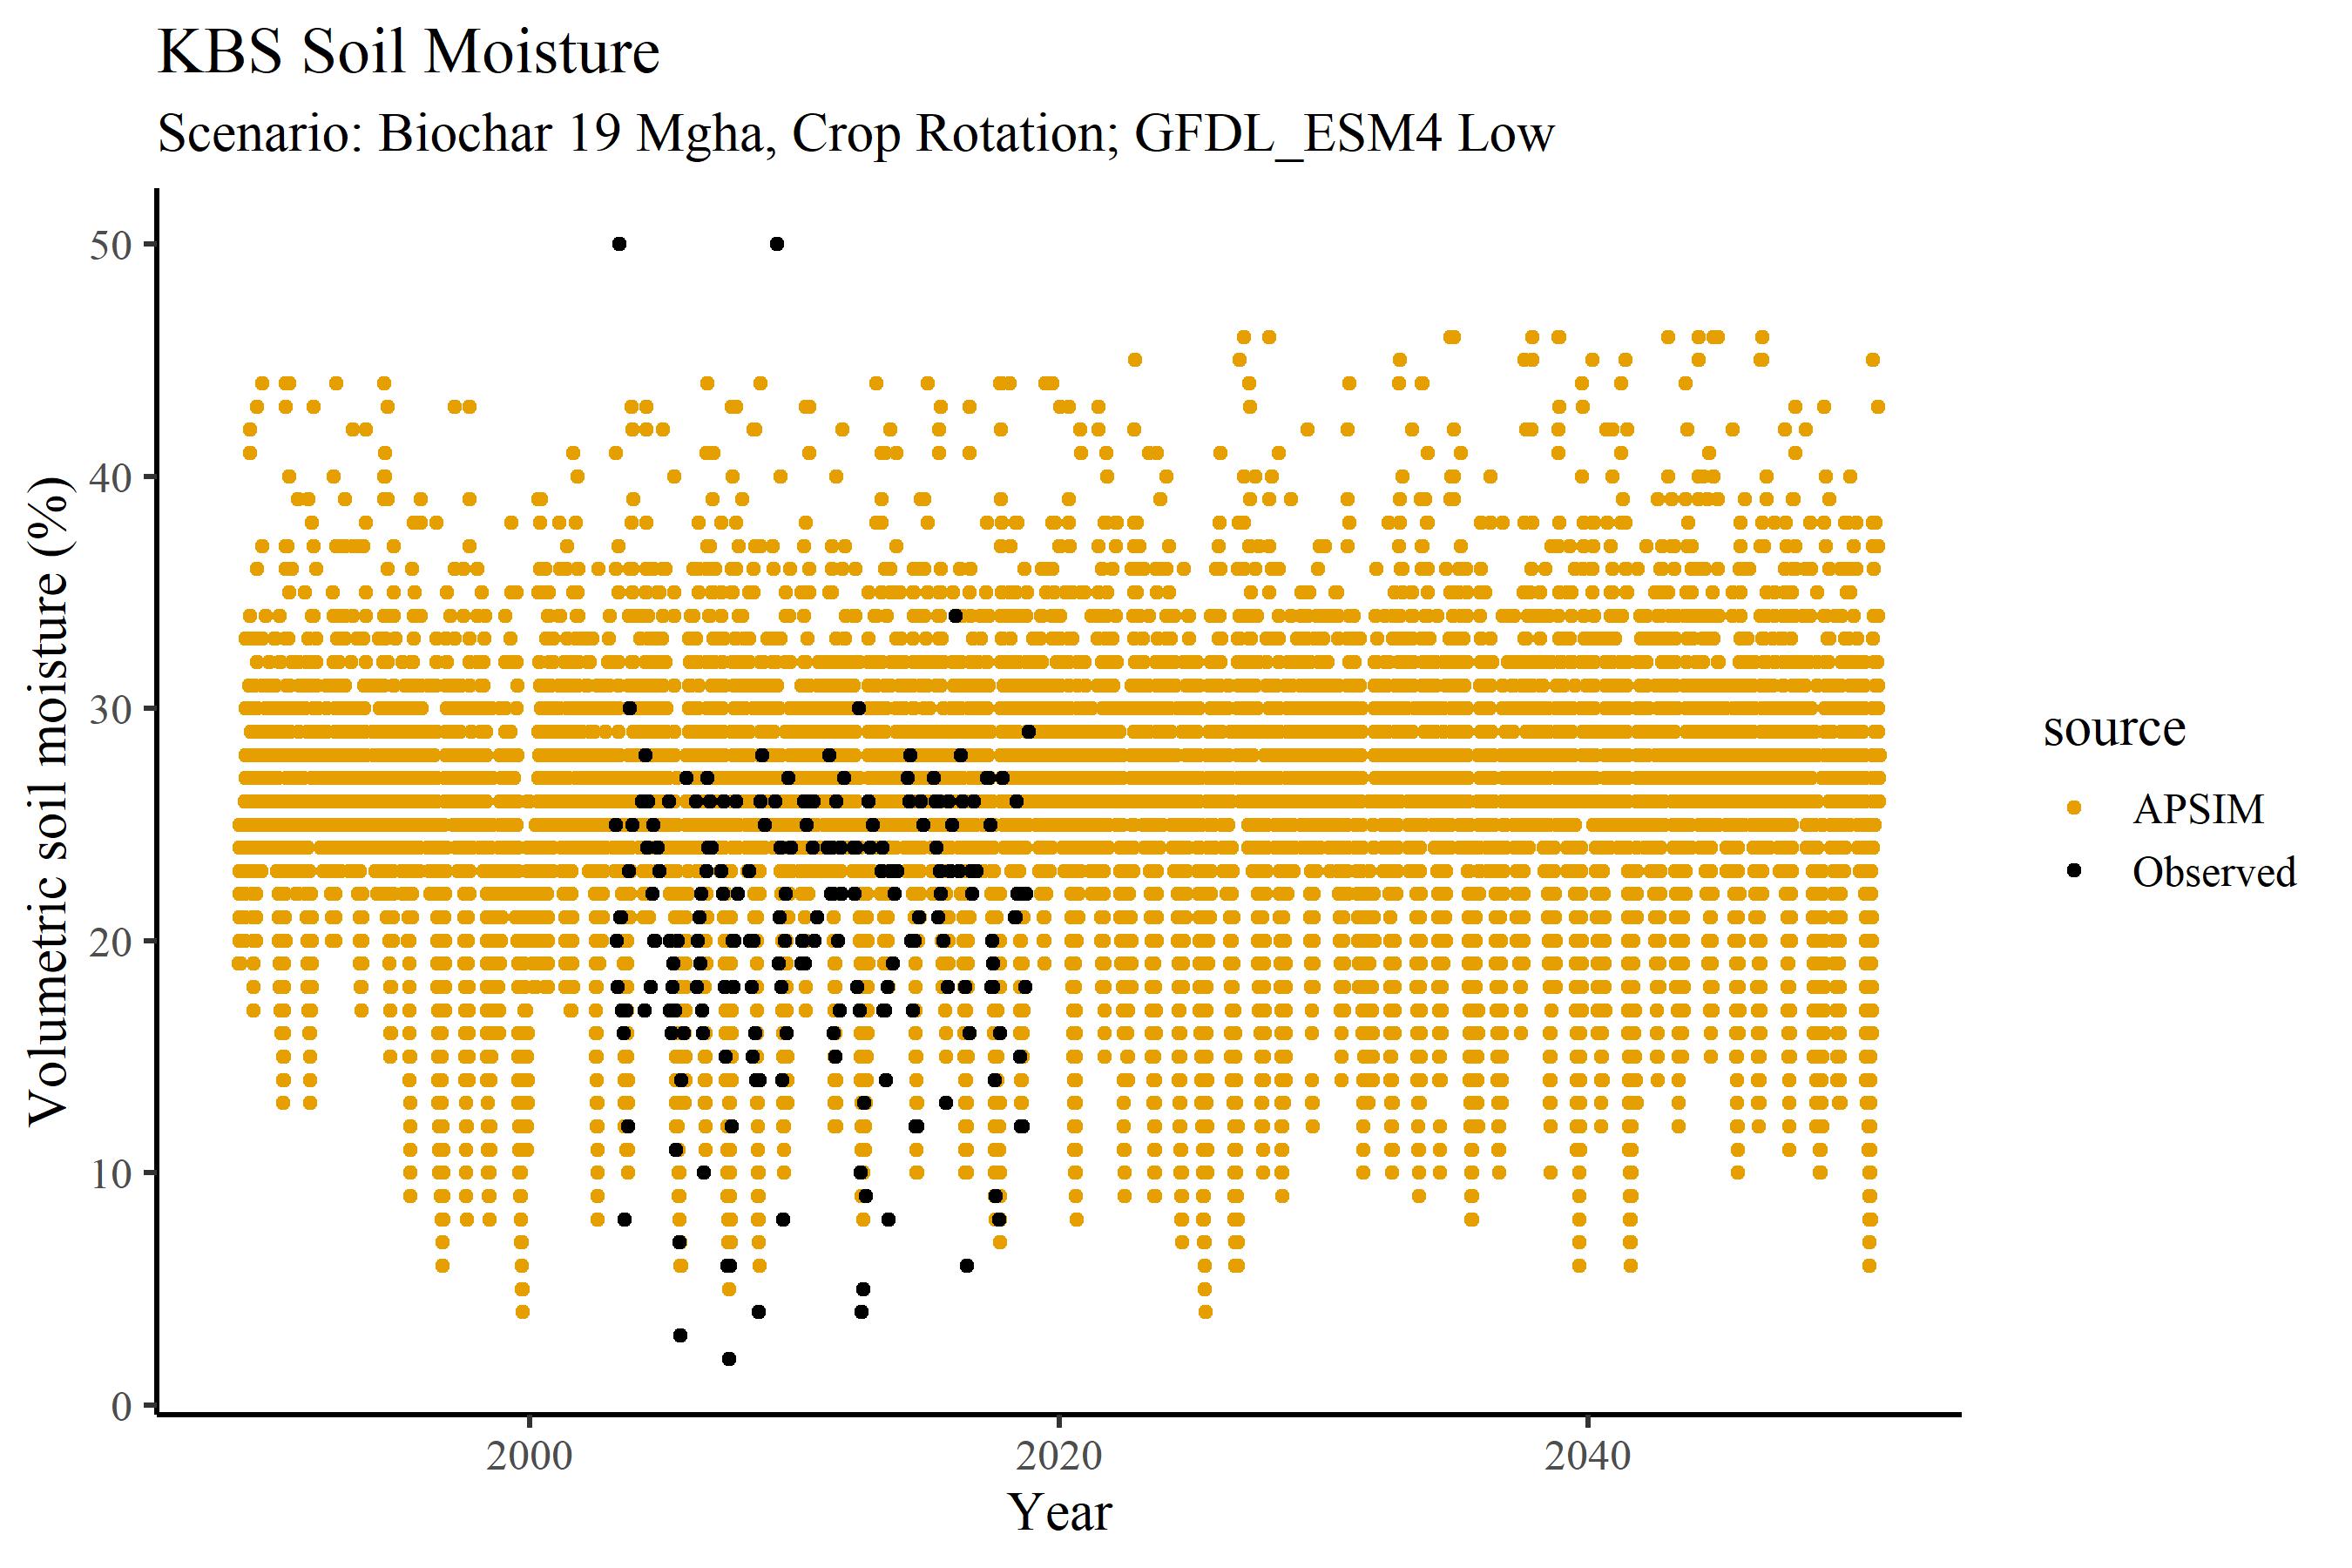 KBS Soil Moisture
Scenario: Biochar 19 Mgha, Crop Rotation; GFDL_ESM4 Low
Volumetric soil moisture (%)
50
40
30
20
10
0
2000
2020
2040
Year
source
APSIM
Observed